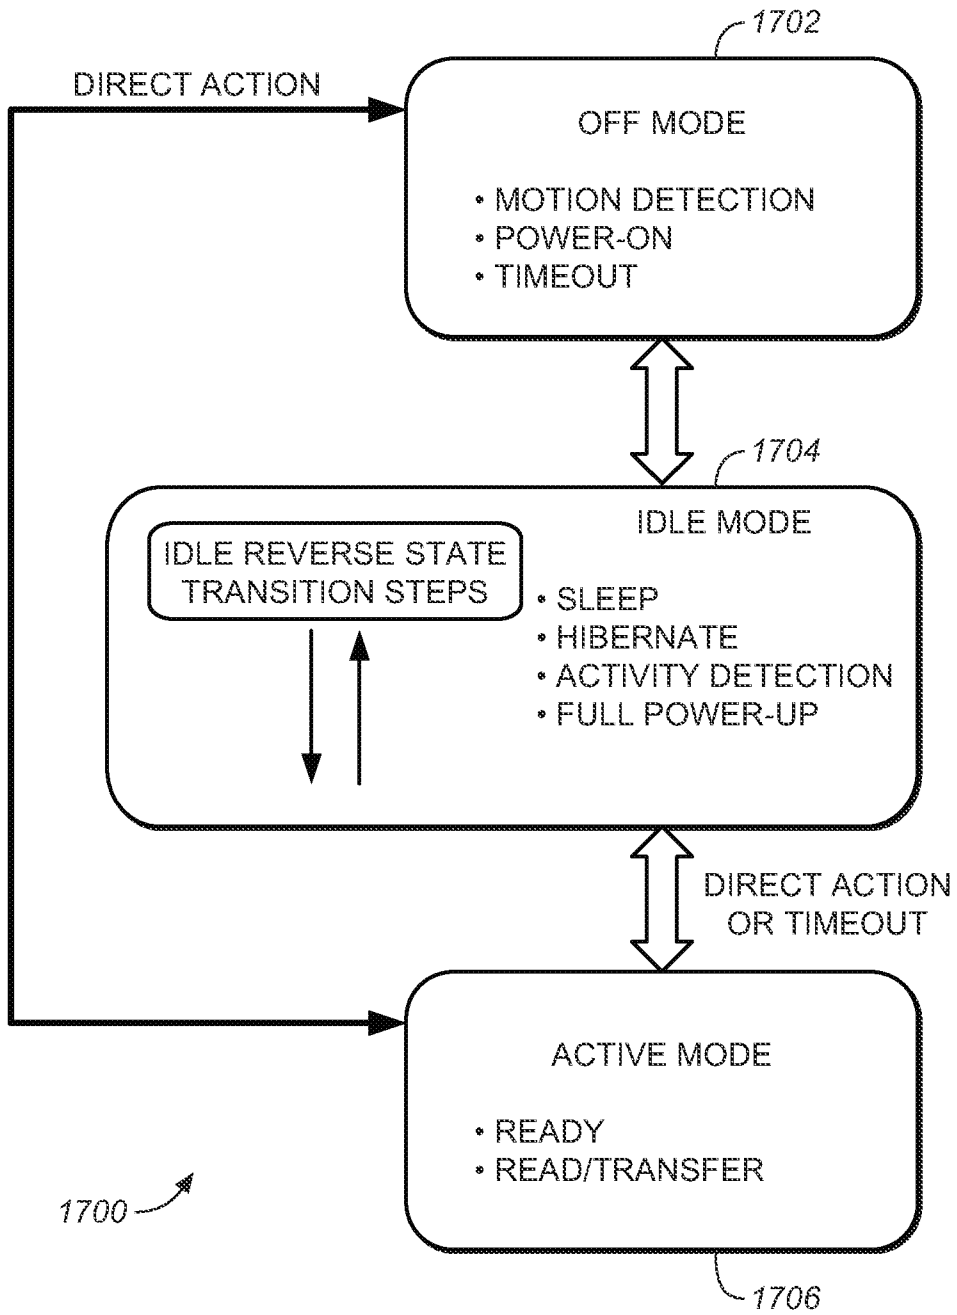 1702
DIRECT ACTION
OFF MODE
• MOTION DETECTION
• POWER-ON
• TIMEOUT
1704
IDLE MODE
IDLE REVERSE STATE
TRANSITION STEPS
• SLEEP
• HIBERNATE
• ACTIVITY DETECTION
• FULL POWER-UP
DIRECT ACTION
OR TIMEOUT
ACTIVE MODE
• READY
• READ/TRANSFER
1700
1706